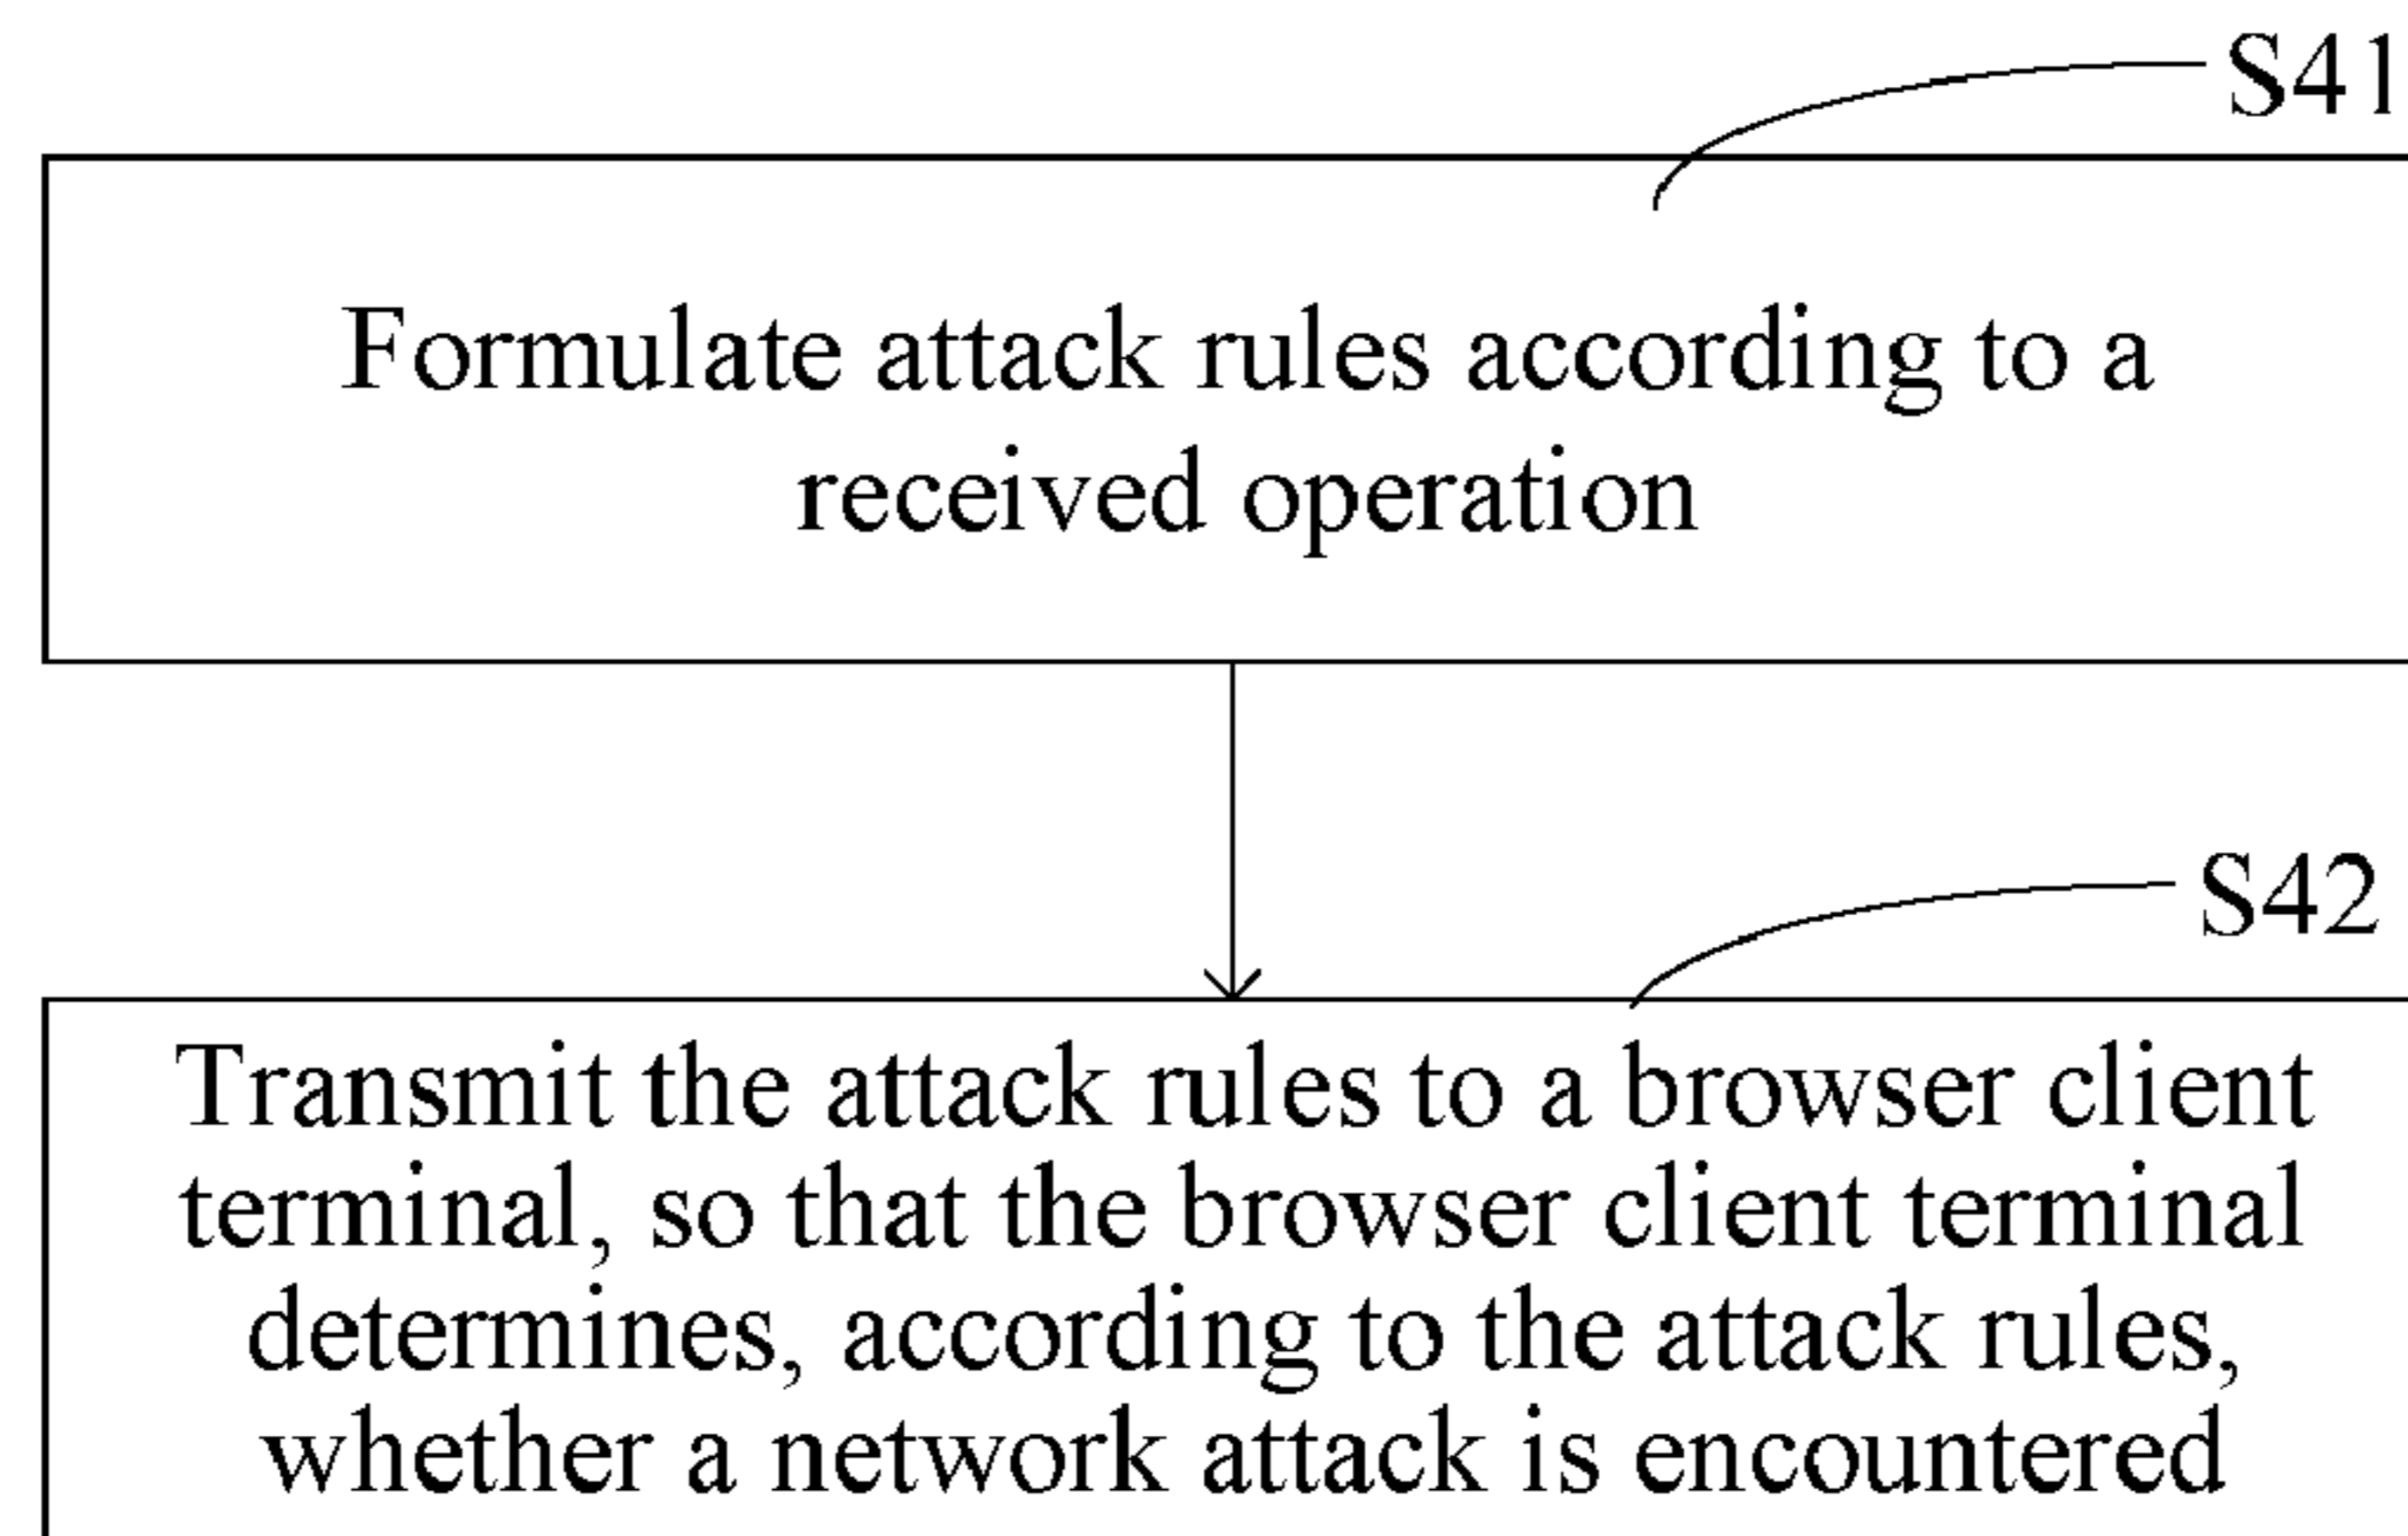 S41
Formulate attack rules according to a
received operation
S42
Transmit the attack rules to a browser client
terminal, so that the browser client terminal
determines, according to the attack rules,
whether a network attack is encountered